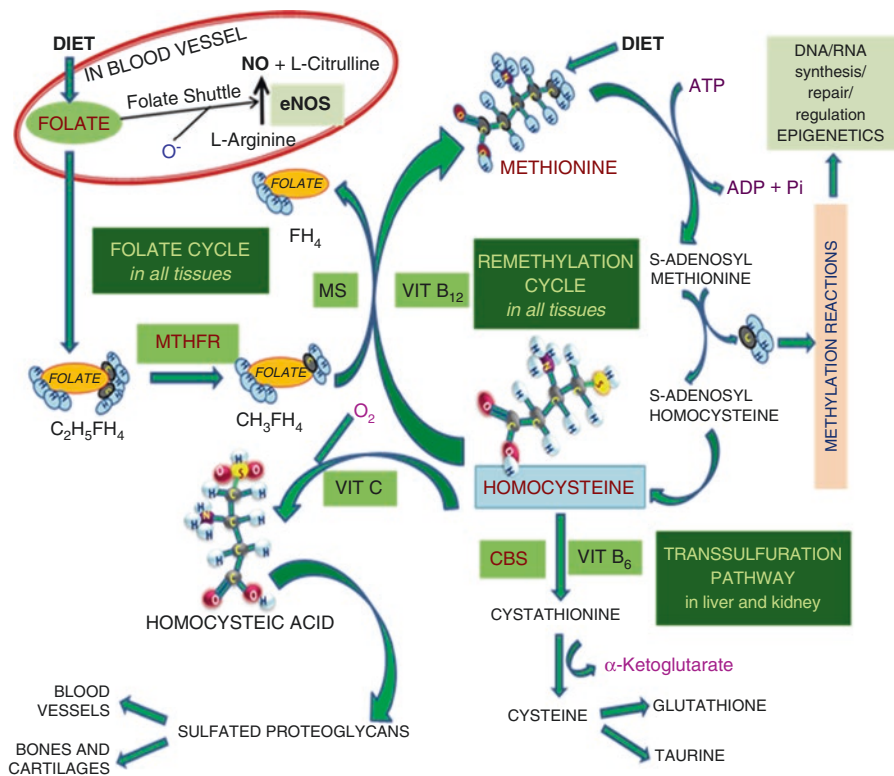 DIET
IN BLOOD VESSEL
NO + L-Citrulline
Folate Shuttle
eNOS
FOLATE
O-
L-Arginine
DIET
METHIONINE
ATP
ADP + Pi
DNA/RNA
synthesis/
repair/
regulation
EPIGENETICS
FOLATE
FH4
FOLATE CYCLE
in all tissues
MS
VIT B12
REMETHYLATION
CYCLE
in all tissues
S-ADENOSYL
METHIONINE
METHYLATION REACTIONS
MTHFR
FOLATE
C2H5FH4
FOLATE
CH3FH4
O2
S-ADENOSYL
HOMOCYSTEINE
HOMOCYSTEINE
VIT C
CBS
VIT B6
TRANSSULFURATION
PATHWAY
in liver and kidney
HOMOCYSTEIC ACID
CYSTATHIONINE
α-Ketoglutarate
BLOOD
VESSELS
SULFATED PROTEOGLYCANS
BONES AND
CARTILAGES
CYSTEINE
GLUTATHIONE
TAURINE